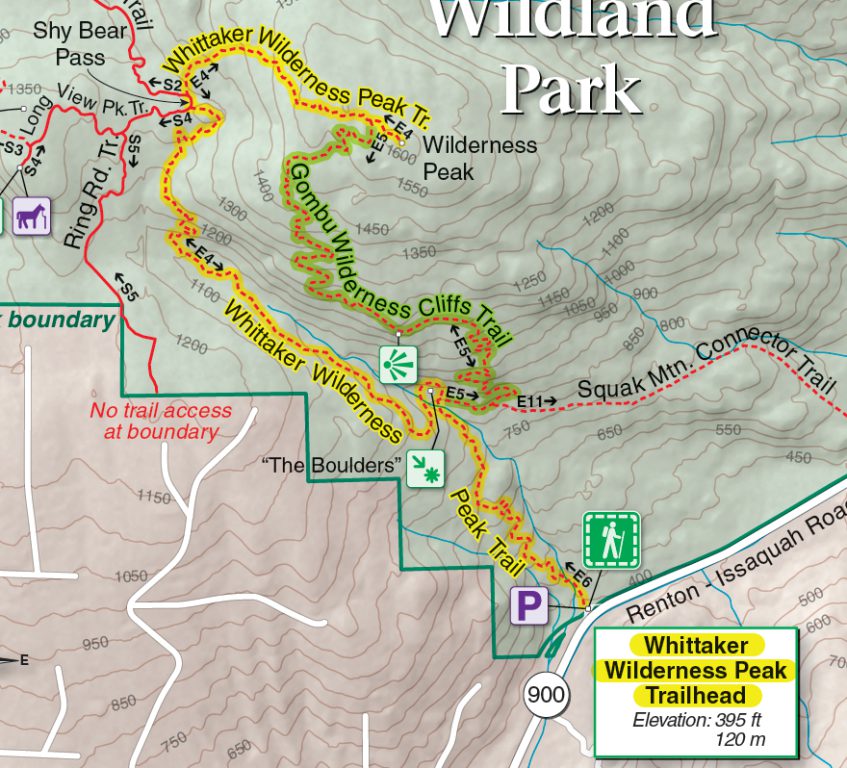 Wildland
Park
Trail
Shy Bear
Pass
Whittaker Wilderness Peak Tr.
←S2
E4→
1350
View Pk. Tr.
Long
←S4
←E4
←E5
1600
Wilderness
Peak
←S3
S4→
←S5
Ring Rd. Tr.
1400
1550
Gombu Wilderness Cliffs Trail
1300
1200
1450
1350
1200
1100
1000
900
800
1250
1150
1050
950
850
←E4→
1100
←S5
boundary
1200
Whittaker Wilderness
←E5→
E5→
E11→
Squak Mtn. Connector Trail
No trail access
at boundary
750
650
550
450
"The Boulders"
1150
Peak Trail
1050
←E6
400
P
Renton - Issaquah Road
500
600
950
E
Whittaker
Wilderness Peak
Trailhead
Elevation: 395 ft
120 m
900
850
750
650